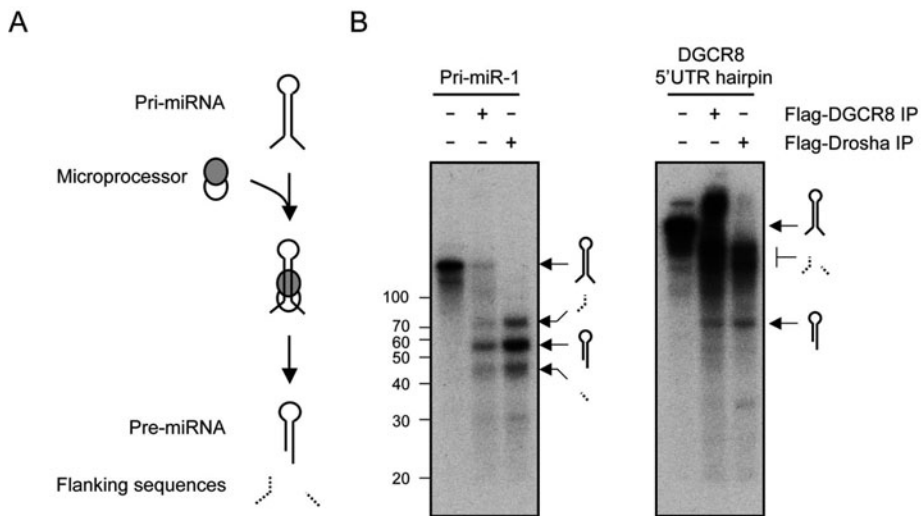 A
Pri-miRNA
Microprocessor
Pre-miRNA
Flanking sequences
B
Pri-miR-1
DGCR8
5'UTR hairpin
- + - - + - Flag-DGCR8 IP
- - + - - + Flag-Drosha IP
100
70
60
50
40
30
20